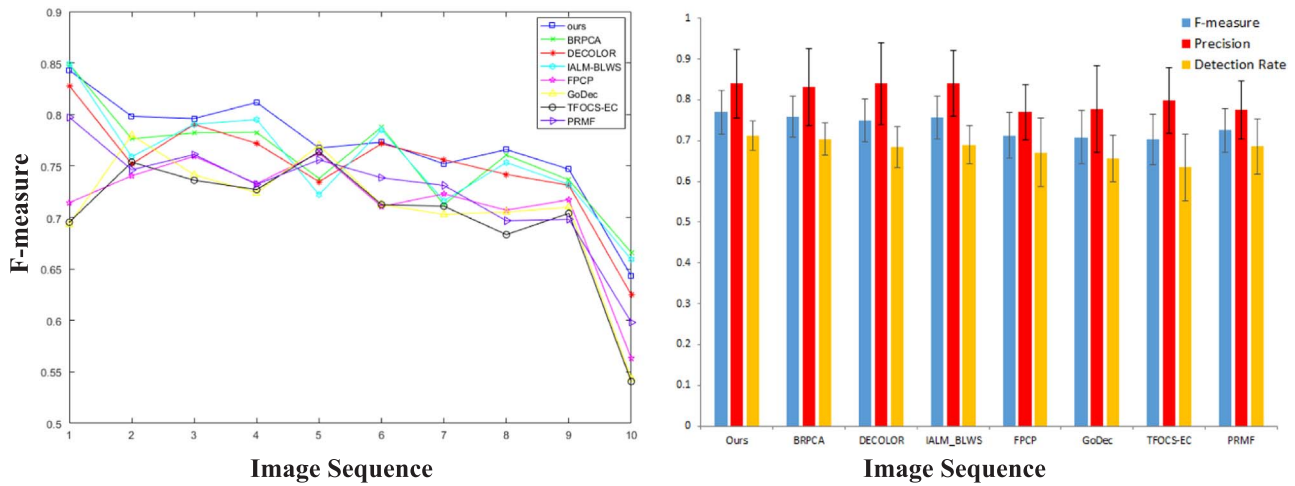 0.9
0.85
0.8
0.75
0.7
0.65
0.6
0.55
0.5
F-measure
1 2 3 4 5 6 7 8 9 10
Image Sequence
ours
BRPCA
DECOLOR
IALM-BLWS
FPCP
GoDec
TFOCS-EC
PRMF
1
0.9
0.8
0.7
0.6
0.5
0.4
0.3
0.2
0.1
0
F-measure
Precision
Detection Rate
Ours BRPCA DECOLOR IALM_BLWS FPCP GoDec TFOCS-EC PRMF
Image Sequence